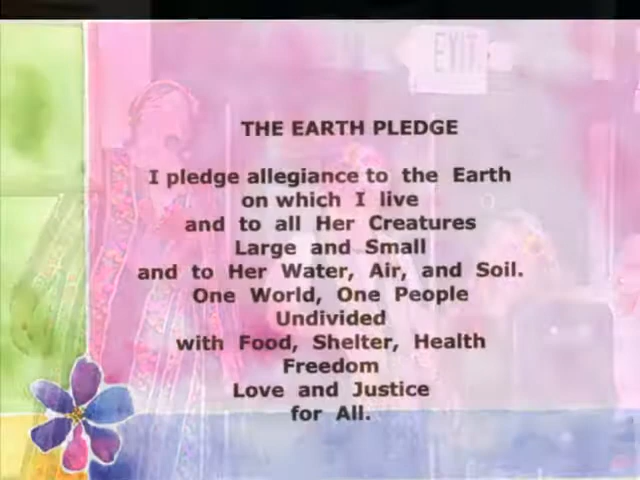 EXIT
THE EARTH PLEDGE
I pledge allegiance to the Earth
on which I live
and to all Her Creatures
Large and Small
and to Her Water, Air, and Soil.
One World, One People
Undivided
with Food, Shelter, Health
Freedom
Love and Justice
for All.